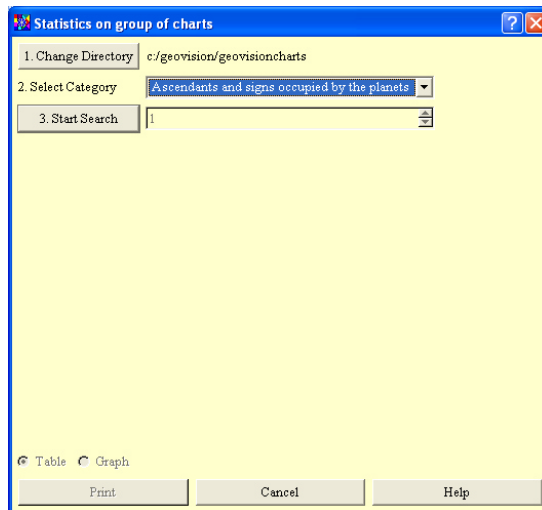 Statistics on group of charts
1. Change Directory c:/geovision/geovisioncharts
2. Select Category Ascendants and signs occupied by the planets
3. Start Search 1
Table Graph
Print Cancel Help